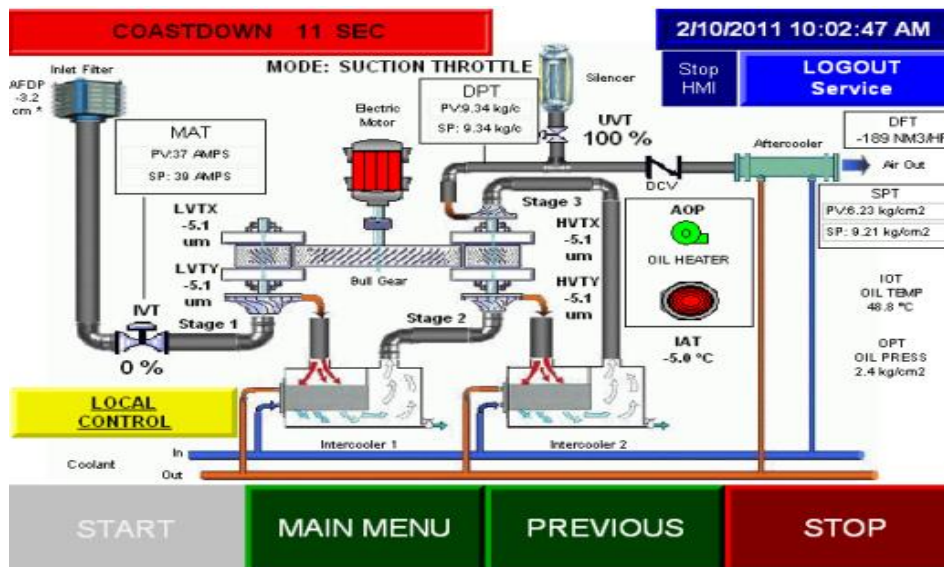 COASTDOWN 11 SEC
2/10/2011 10:02:47 AM
Stop
HMI
LOGOUT
Service
MODE: SUCTION THROTTLE
Inlet Filter
AFDP
-3.2
cm *
MAT
PV:37 AMPS
SP: 39 AMPS
Electric
Motor
DPT
PV:9.34 kg/c
SP: 9.34 kg/c
Silencer
UVT
100 %
DCV
Aftercooler
DFT
-189 NM3/HF
Air Out
SPT
PV:6.23 kg/cm2
SP: 9.21 kg/cm2
Stage 3
LVTX
-5.1
um
LVTY
-5.1
um
Bull Gear
HVTX
-5.1
um
HVTY
-5.1
um
AOP
OIL HEATER
IAT
-5.0 °C
IOT
OIL TEMP
48.8 °C
OPT
OIL PRESS
2.4 kg/cm2
IVT
0 %
Stage 1
Stage 2
LOCAL
CONTROL
Intercooler 1
Intercooler 2
Coolant
In
Out
START
MAIN MENU
PREVIOUS
STOP